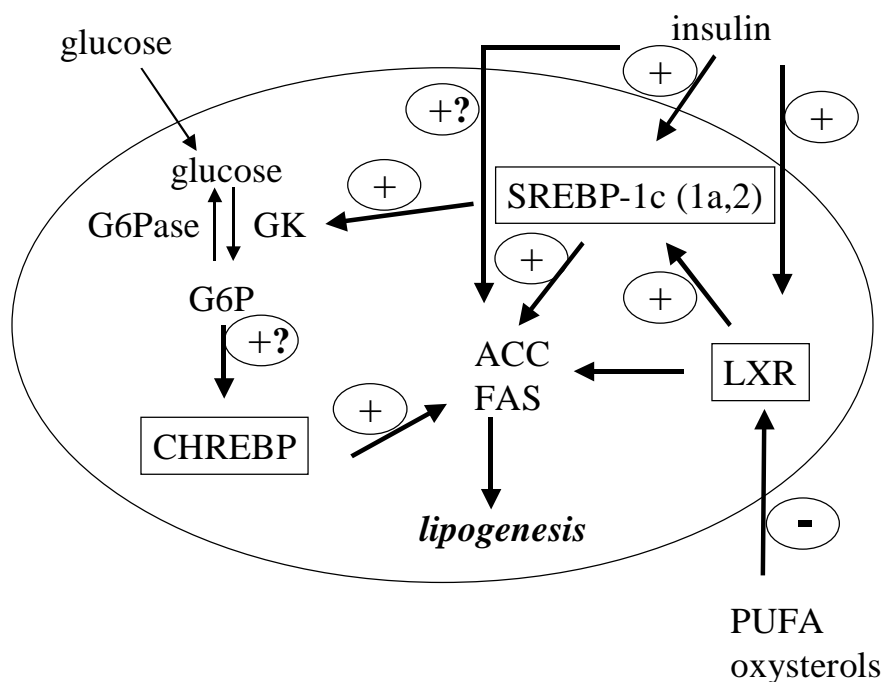 insulin
glucose
+
+?
+
glucose
+
SREBP-1c (1a,2)
G6Pase
GK
+
+
G6P
+?
ACC
LXR
FAS
+
CHREBP
lipogenesis
-
PUFA
oxysterols